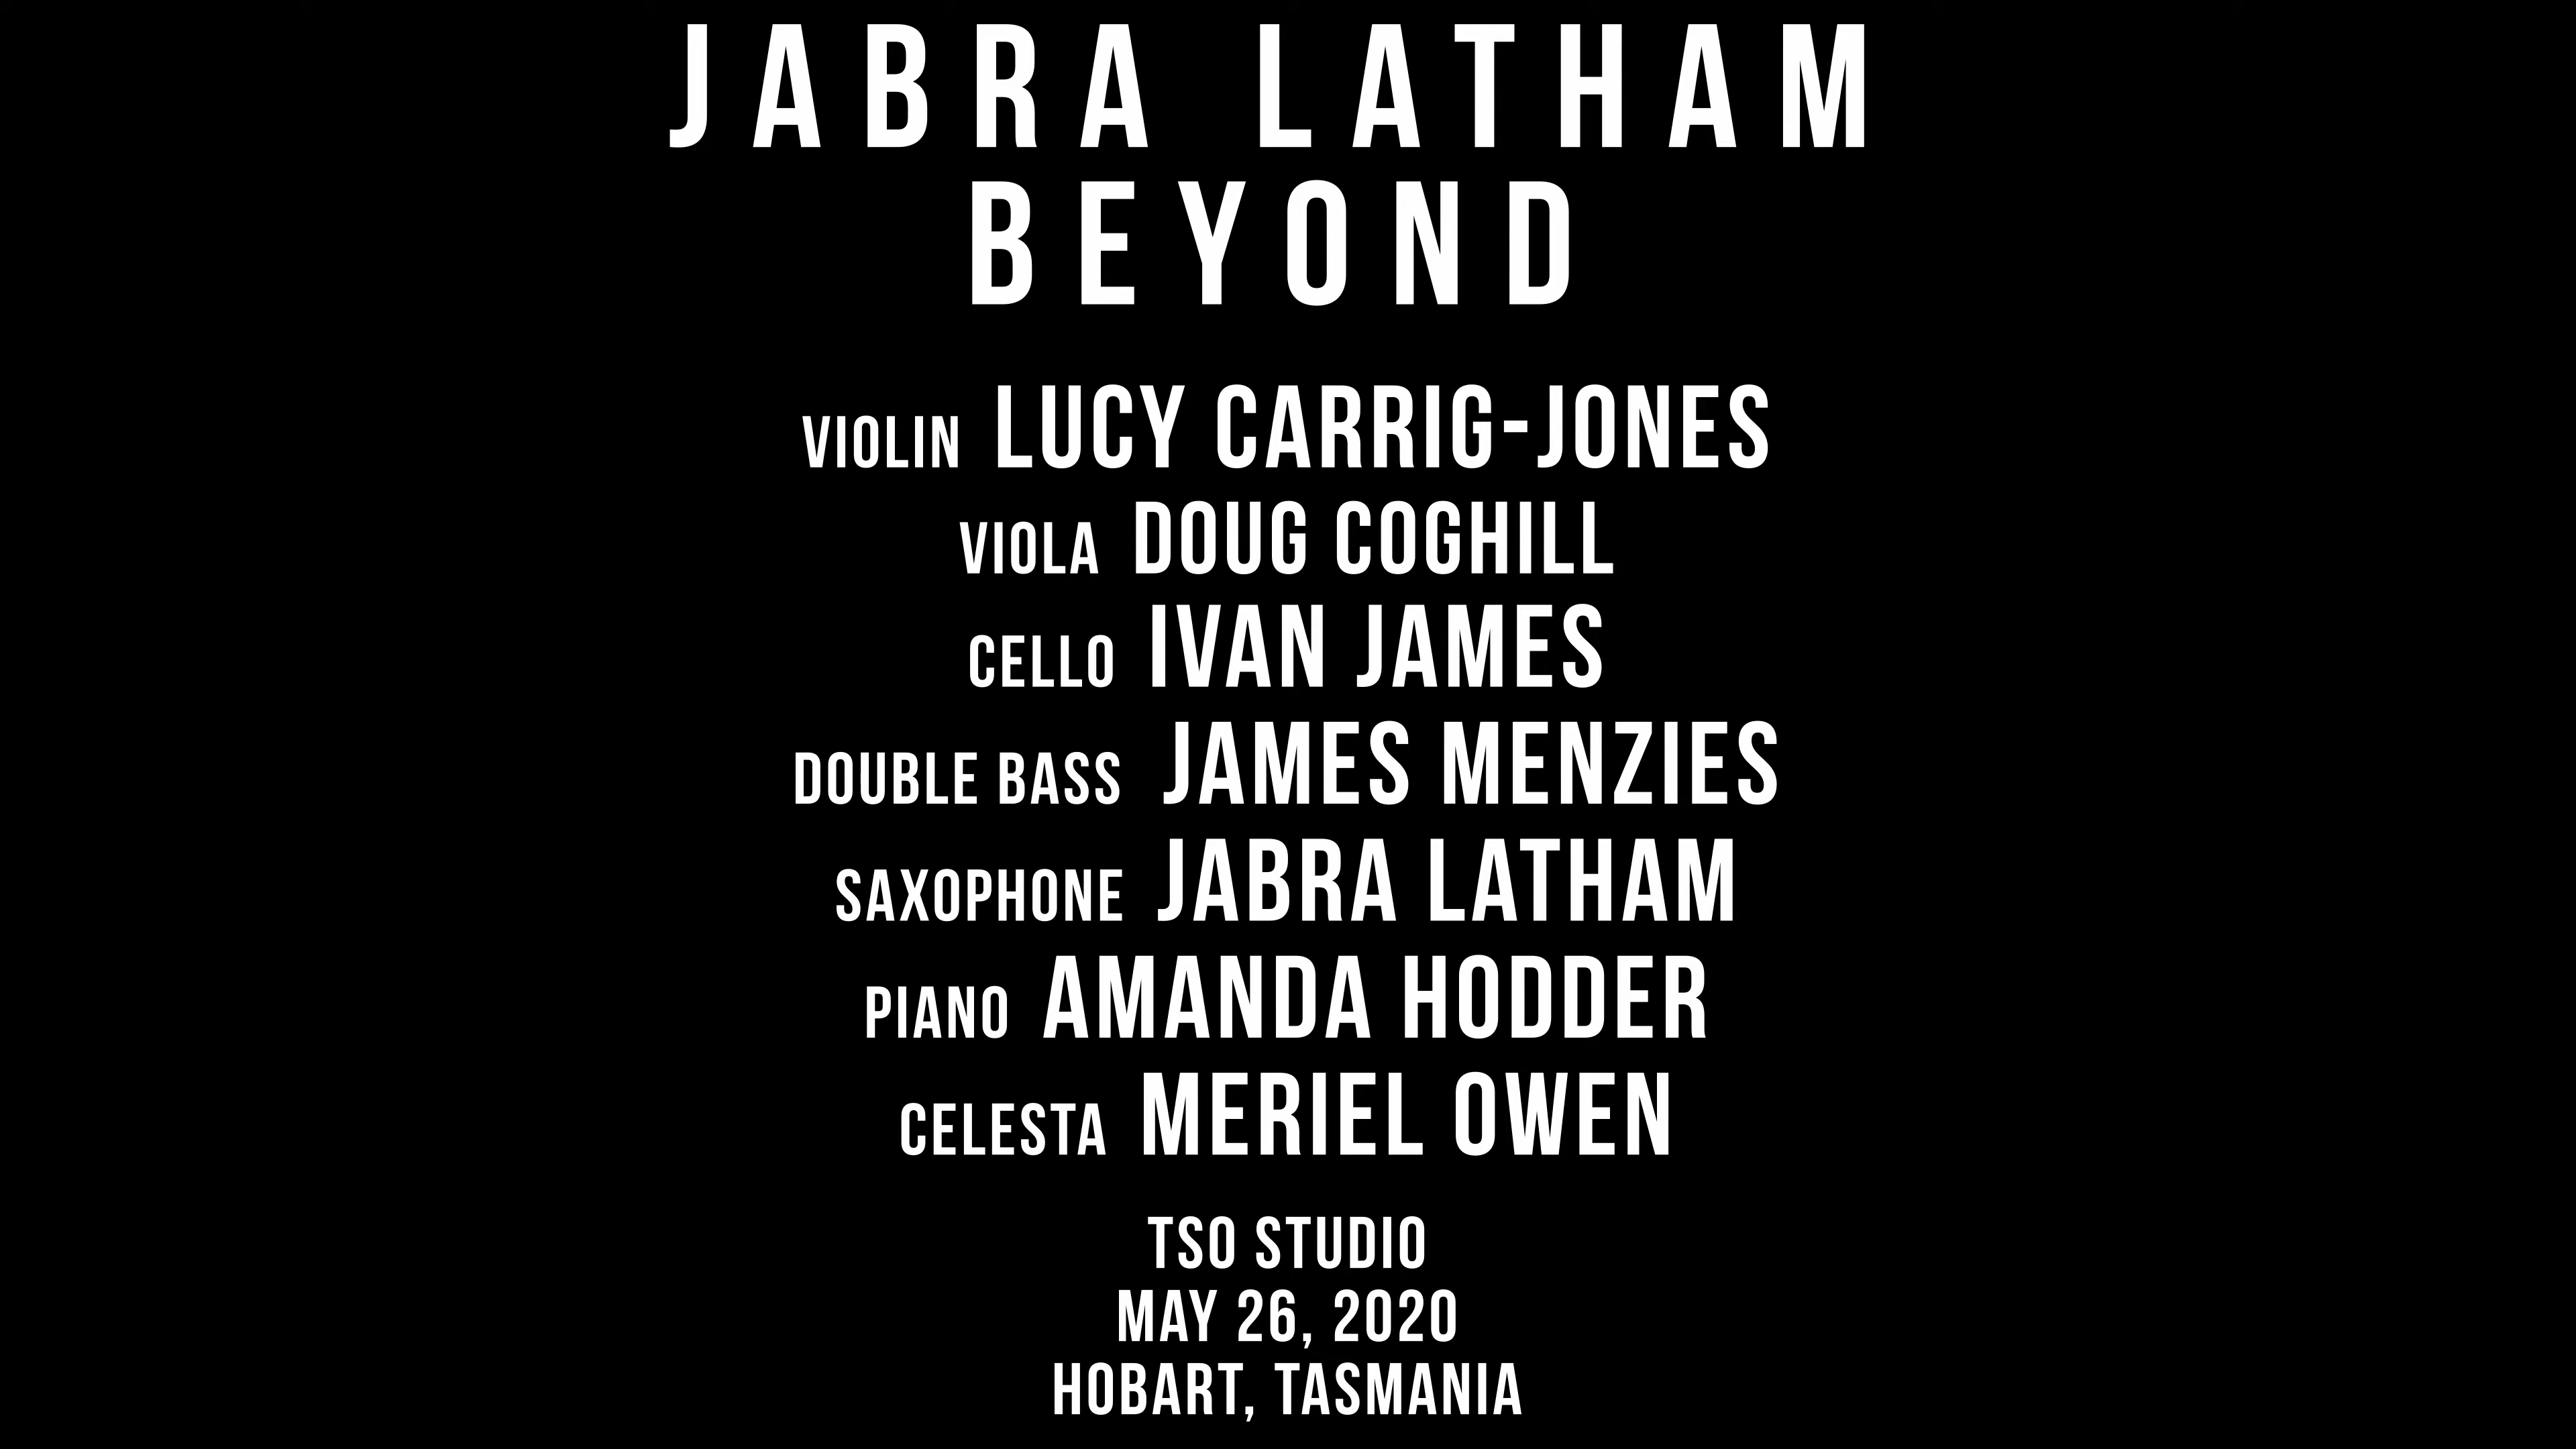 JABRA LATHAM
BEYOND
VIOLIN LUCY CARRIG-JONES
VIOLA DOUG COGHILL
CELLO IVAN JAMES
DOUBLE BASS JAMES MENZIES
SAXOPHONE JABRA LATHAM
PIANO AMANDA HODDER
CELESTA MERIEL OWEN
TSO STUDIO
MAY 26, 2020
HOBART, TASMANIA